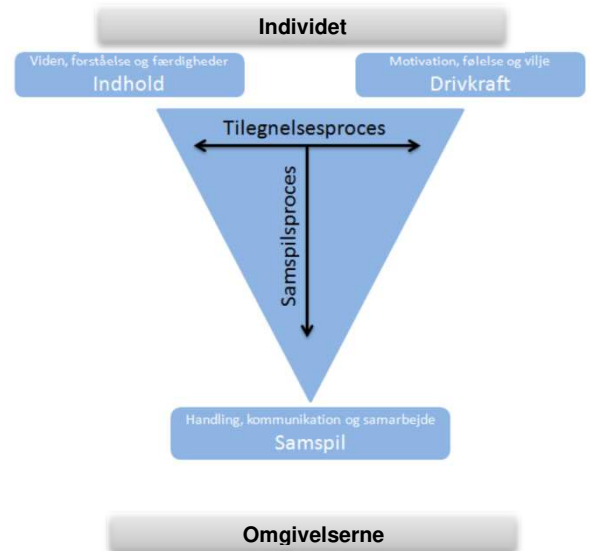 Individet
Viden, forståelse og færdigheder
Indhold
Motivation, følelse og vilje
Drivkraft
Tilegnelsesproces
Samspilsproces
Handling, kommunikation og samarbejde
Samspil
Omgivelserne